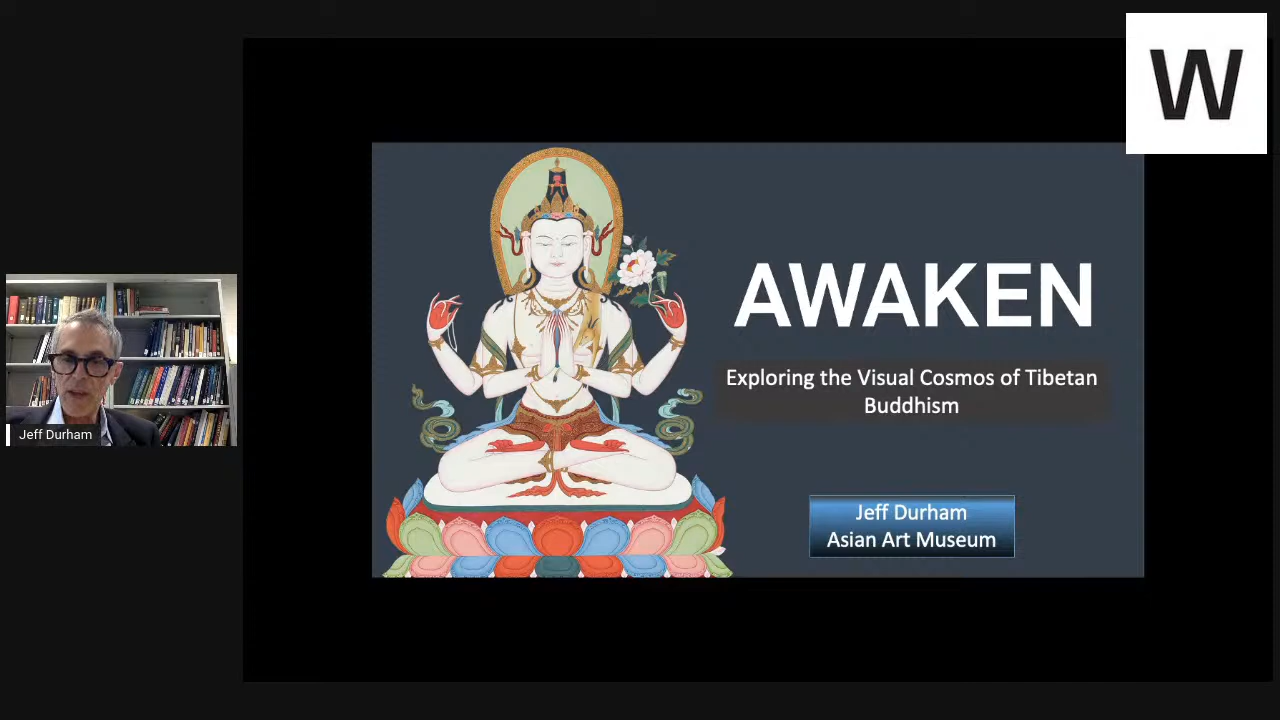 W
AWAKEN
Exploring the Visual Cosmos of Tibetan
Buddhism
Jeff Durham
Asian Art Museum
Jeff Durham